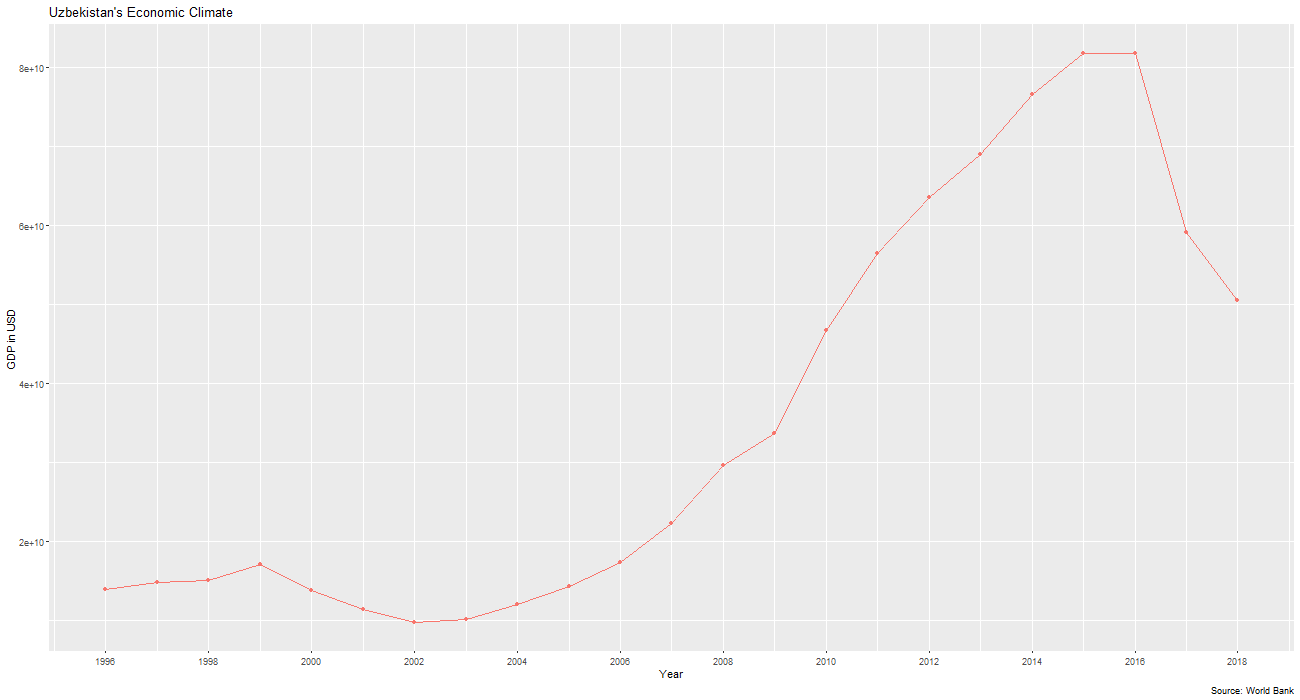 Uzbekistan's Economic Climate
8e+10
6e+10
4e+10
2e+10
GDP in USD
1996 1998 2000 2002 2004 2006 2008 2010 2012 2014 2016 2018
Year
Source: World Bank